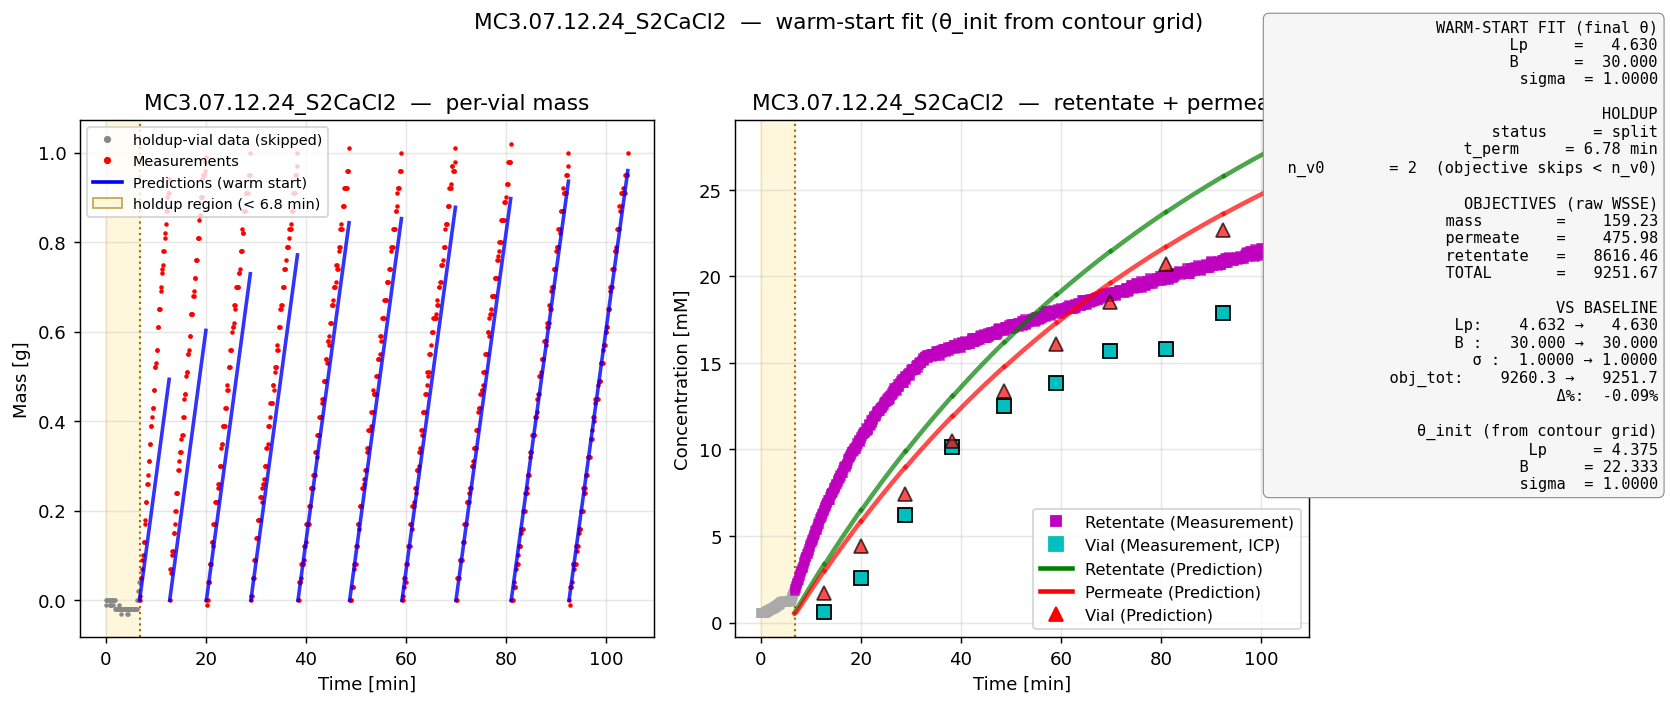 MC3.07.12.24_S2CaCl2 — warm-start fit (θ_init from contour grid)
MC3.07.12.24_S2CaCl2 — per-vial mass
holdup-vial data (skipped)
Measurements
Predictions (warm start)
holdup region (< 6.8 min)
Mass [g]
1.0
0.8
0.6
0.4
0.2
0.0
0 20 40 60 80 100
Time [min]
MC3.07.12.24_S2CaCl2 — retentate + permea
Concentration [mM]
25
20
15
10
5
0
Retentate (Measurement)
Vial (Measurement, ICP)
Retentate (Prediction)
Permeate (Prediction)
Vial (Prediction)
0 20 40 60 80 100
Time [min]
WARM-START FIT (final θ)
Lp = 4.630
B = 30.000
sigma = 1.0000
HOLDUP
status = split
t_perm = 6.78 min
n_v0 = 2 (objective skips < n_v0)
OBJECTIVES (raw WSSE)
mass = 159.23
permeate = 475.98
retentate = 8616.46
TOTAL = 9251.67
VS BASELINE
Lp: 4.632 → 4.630
B : 30.000 → 30.000
σ : 1.0000 → 1.0000
obj_tot: 9260.3 → 9251.7
Δ%: -0.09%
θ_init (from contour grid)
Lp = 4.375
B = 22.333
sigma = 1.0000